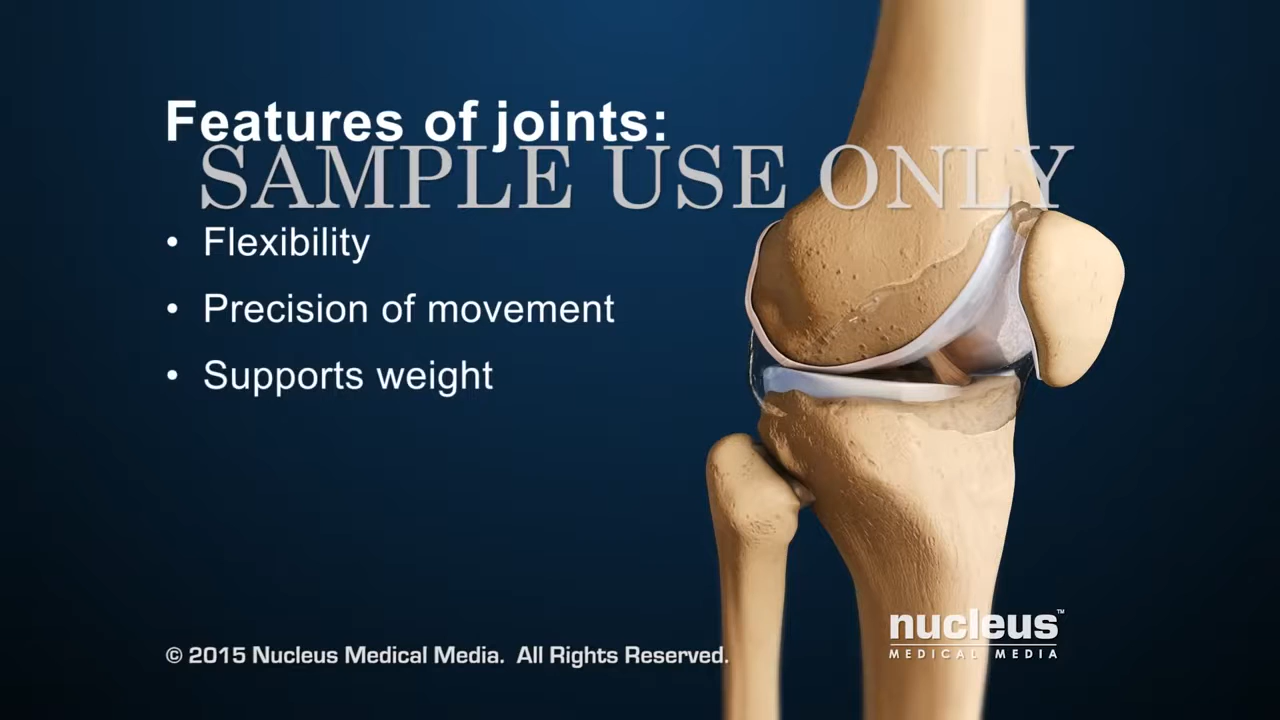 Features of joints:
SAMPLE USE ONLY
• Flexibility
• Precision of movement
• Supports weight
nucleus™
MEDICAL MEDIA
© 2015 Nucleus Medical Media. All Rights Reserved.